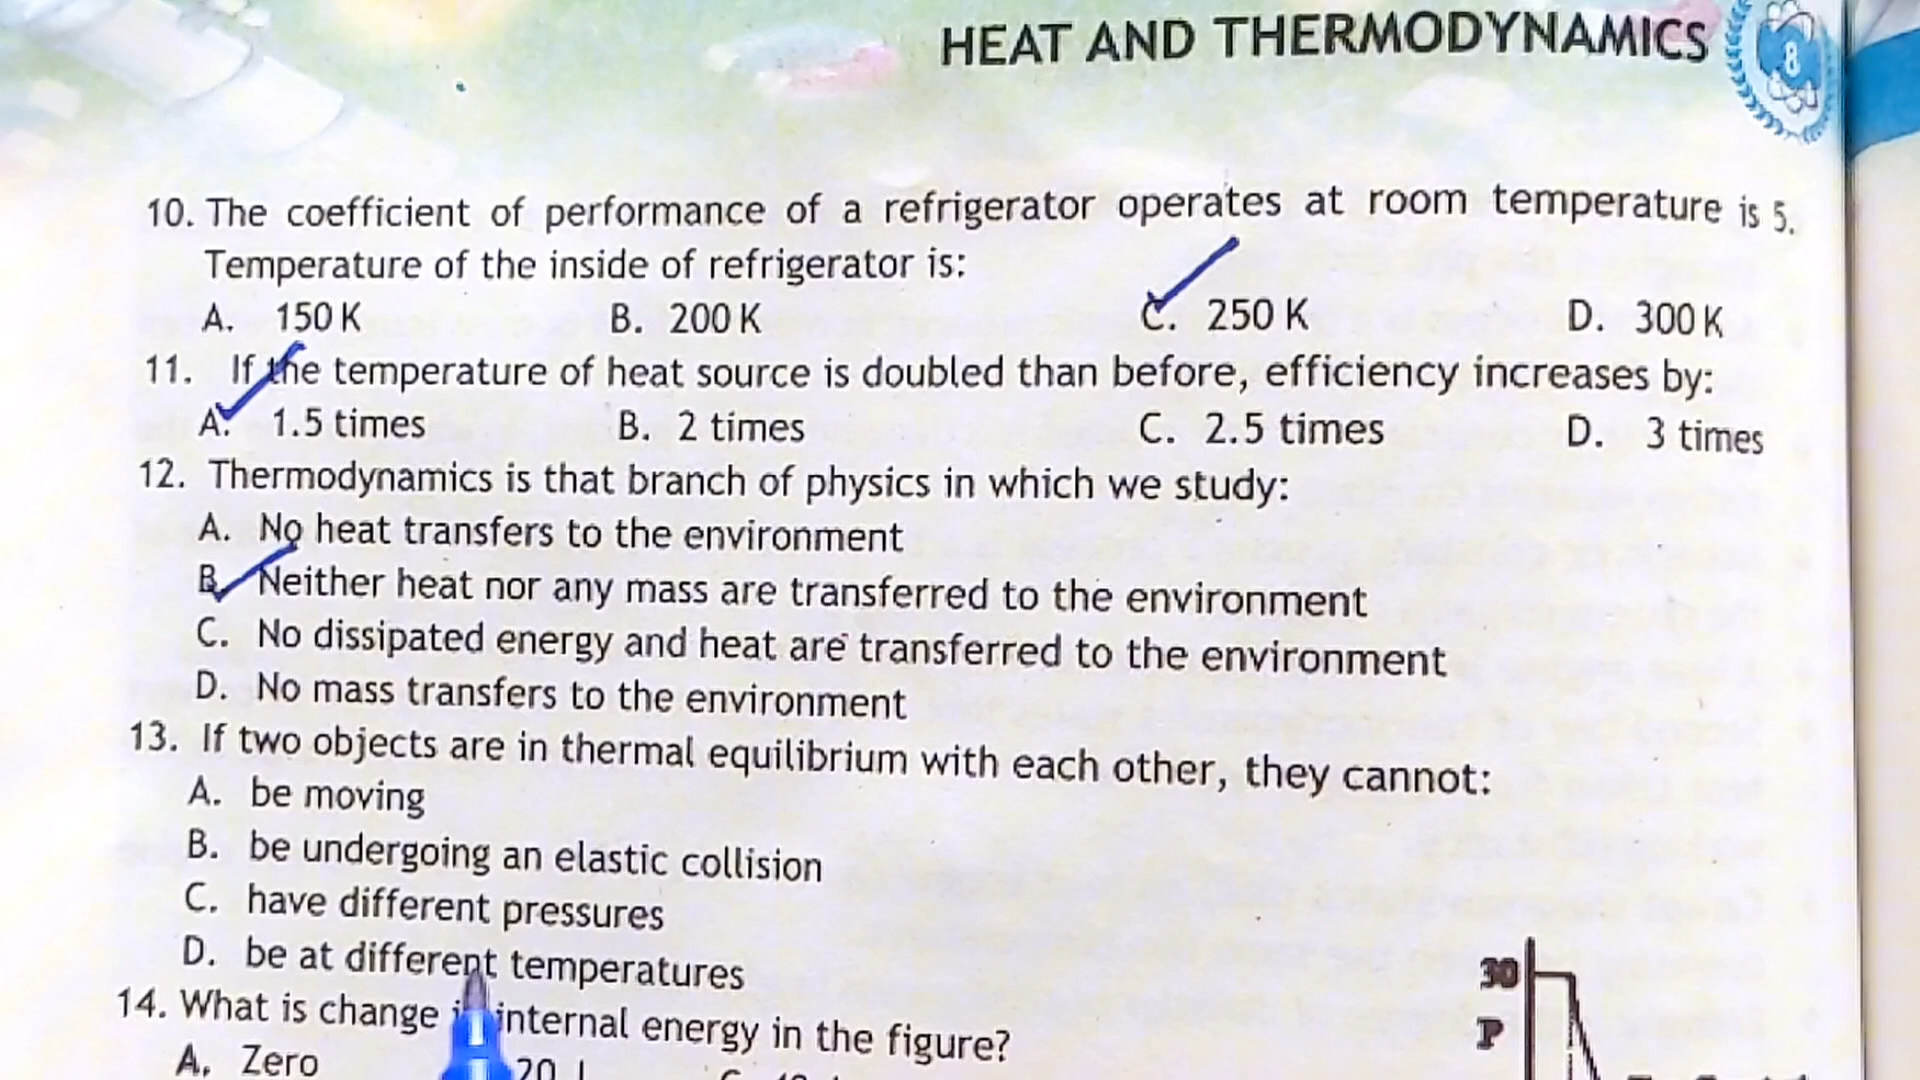 HEAT AND THERMODYNAMICS 8
10. The coefficient of performance of a refrigerator operates at room temperature is 5.
Temperature of the inside of refrigerator is:
A. 150 K B. 200 K C. 250 K D. 300 K
11. If the temperature of heat source is doubled than before, efficiency increases by:
A. 1.5 times B. 2 times C. 2.5 times D. 3 times
12. Thermodynamics is that branch of physics in which we study:
A. No heat transfers to the environment
B. Neither heat nor any mass are transferred to the environment
C. No dissipated energy and heat are transferred to the environment
D. No mass transfers to the environment
13. If two objects are in thermal equilibrium with each other, they cannot:
A. be moving
B. be undergoing an elastic collision
C. have different pressures
D. be at different temperatures
30
14. What is change internal energy in the figure?
P
A. Zero